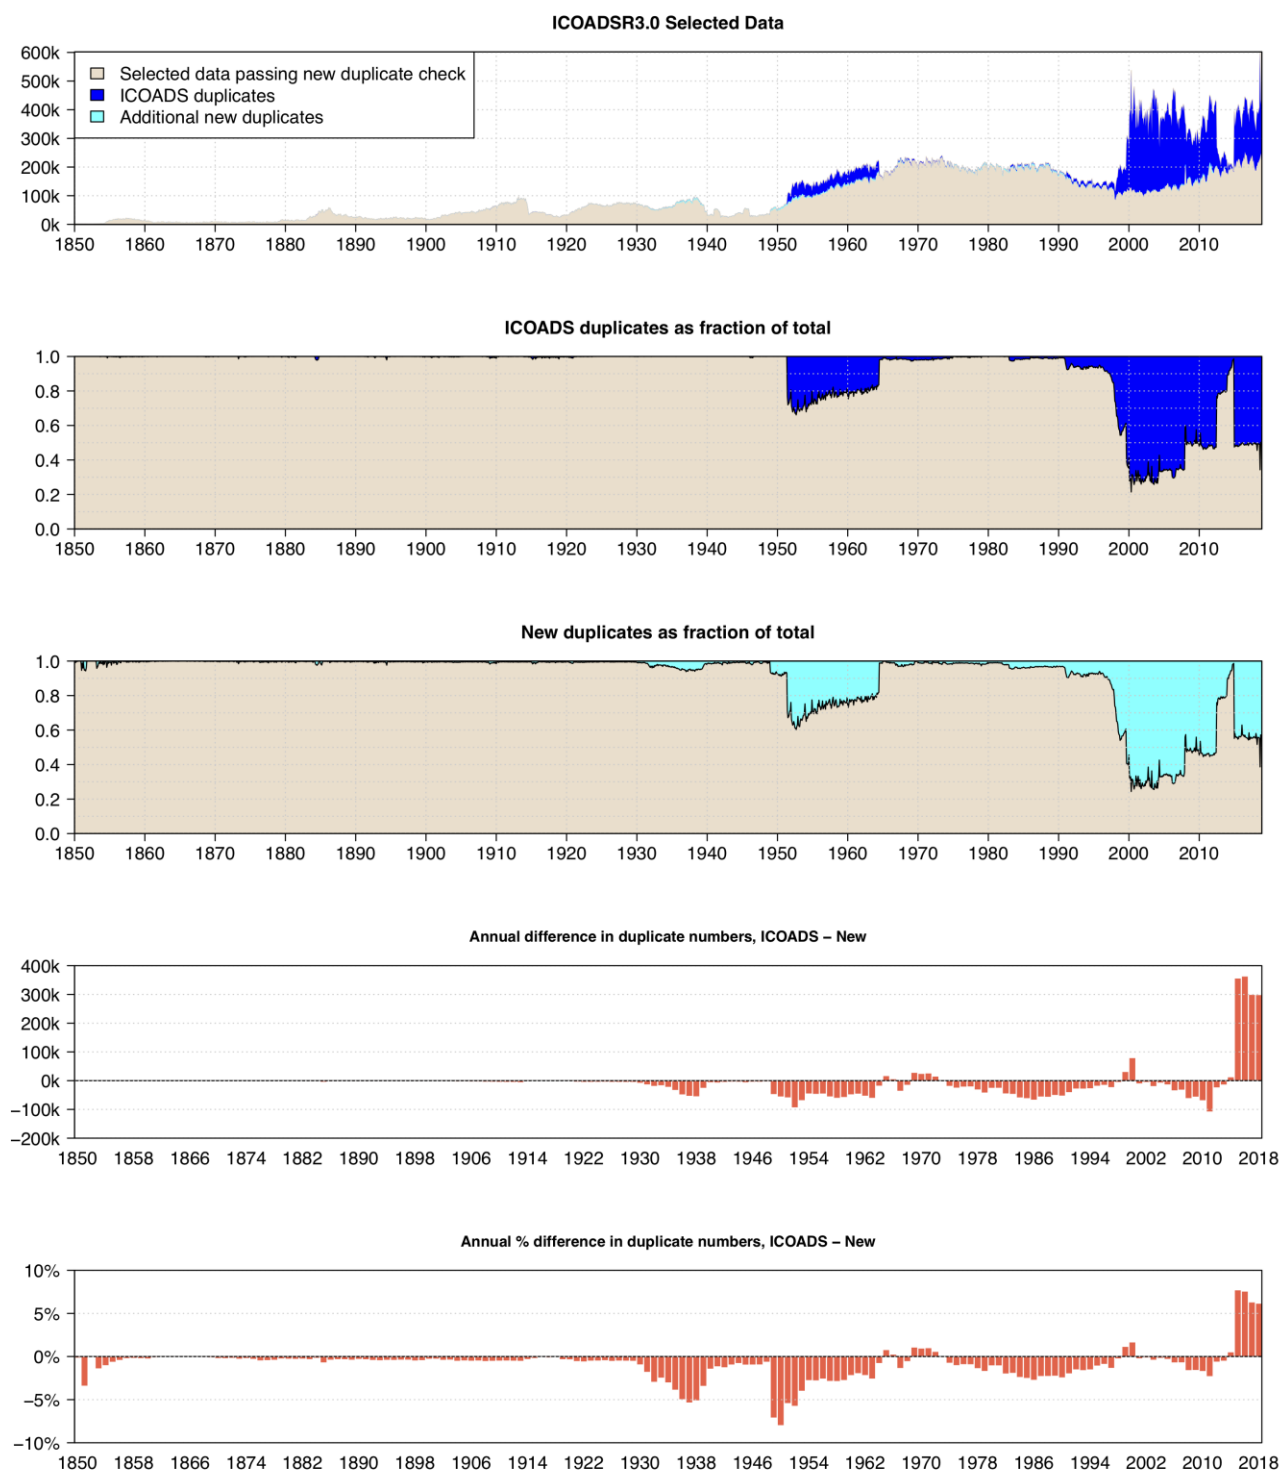 ICOADSR3.0 Selected Data
600k
500k
400k
300k
200k
100k
0k
Selected data passing new duplicate check
ICOADS duplicates
Additional new duplicates
1850 1860 1870 1880 1890 1900 1910 1920 1930 1940 1950 1960 1970 1980 1990 2000 2010
ICOADS duplicates as fraction of total
1.0
0.8
0.6
0.4
0.2
0.0
1850 1860 1870 1880 1890 1900 1910 1920 1930 1940 1950 1960 1970 1980 1990 2000 2010
New duplicates as fraction of total
1.0
0.8
0.6
0.4
0.2
0.0
1850 1860 1870 1880 1890 1900 1910 1920 1930 1940 1950 1960 1970 1980 1990 2000 2010
Annual difference in duplicate numbers, ICOADS – New
400k
300k
200k
100k
0k
−100k
−200k
1850 1858 1866 1874 1882 1890 1898 1906 1914 1922 1930 1938 1946 1954 1962 1970 1978 1986 1994 2002 2010 2018
Annual % difference in duplicate numbers, ICOADS – New
10%
5%
0%
−5%
−10%
1850 1858 1866 1874 1882 1890 1898 1906 1914 1922 1930 1938 1946 1954 1962 1970 1978 1986 1994 2002 2010 2018